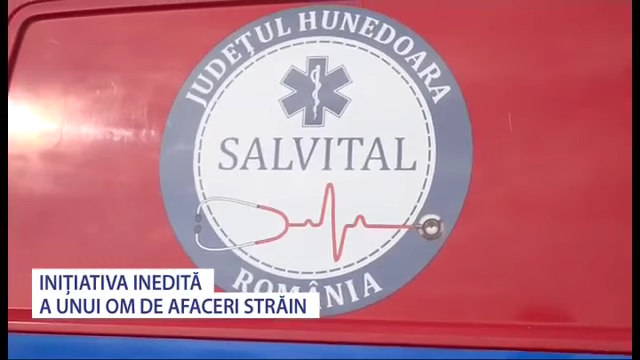 JUDEȚUL HUNEDOARA
SALVITAL
ROMÂNIA
INIȚIATIVA INEDITĂ
A UNUI OM DE AFACERI STRĂIN